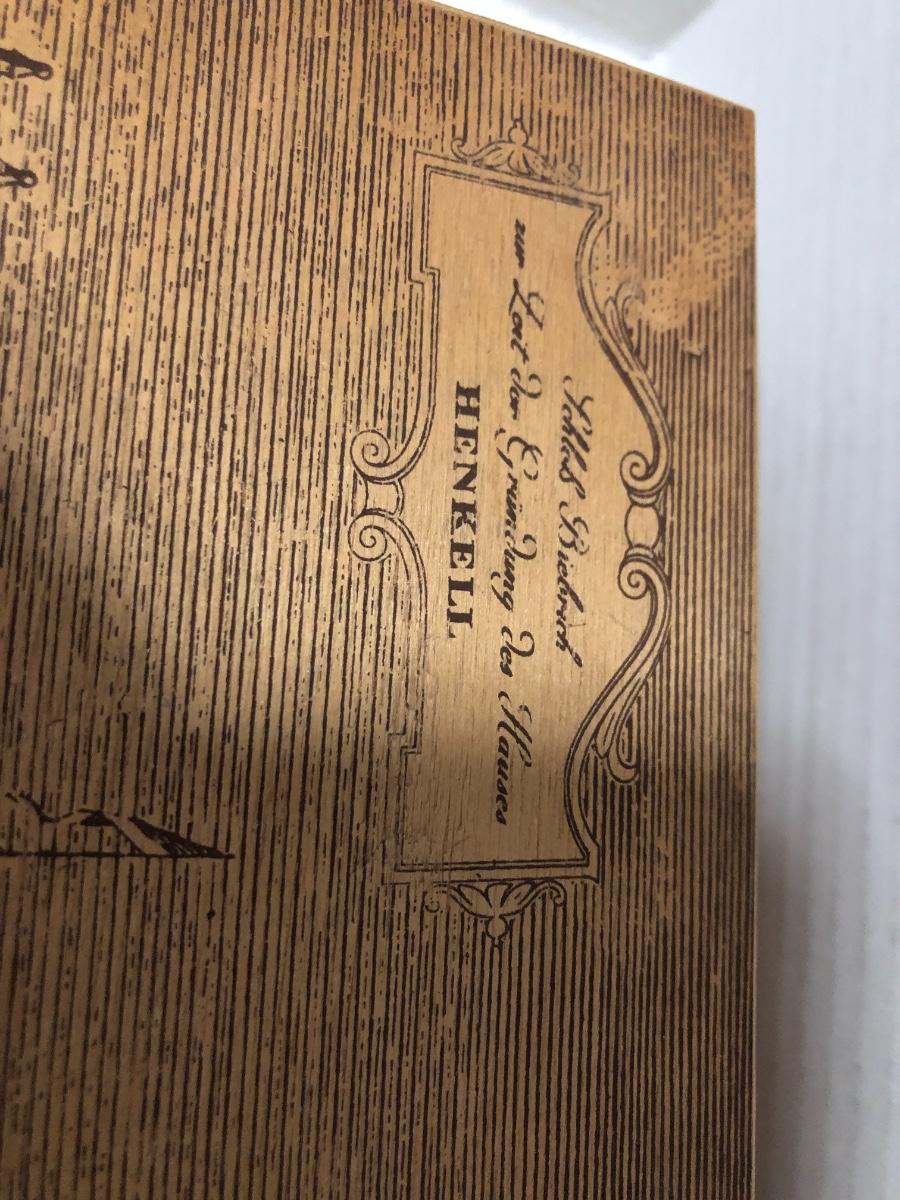 Schloß Biebrich
zur Zeit der Gründung des Hauses
HENKELL